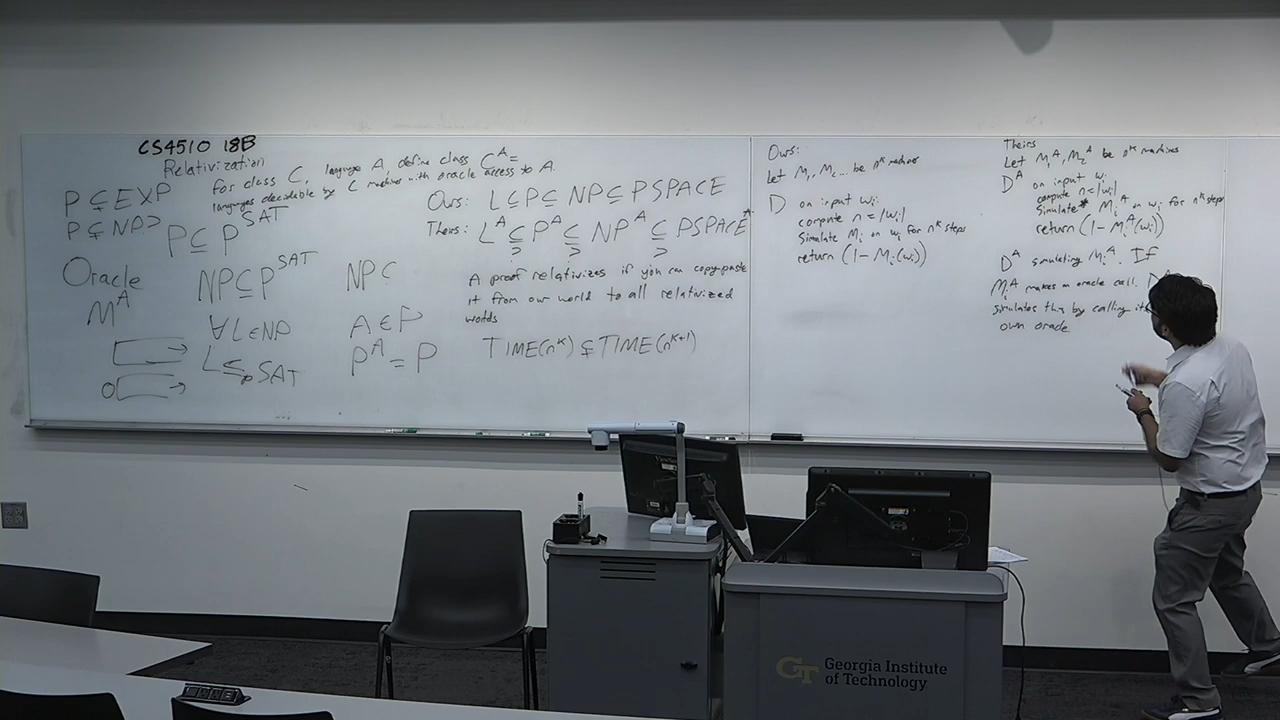 CS4510 18B
Relativization
for class C, language A, define class C^A =
languages decidable by C machines with oracle access to A.
P ⊊ EXP
P ⊊ NP?
P ⊆ P^SAT
Oracle
M^A
NP ⊆ P^SAT
∀L ∈ NP
L ≤p SAT
NP C
A ∈ P
P^A = P
Ours: L ⊆ P ⊆ NP ⊆ PSPACE
Theirs: L^A ⊆? P^A ⊆? NP^A ⊆? PSPACE^A
A proof relativizes if you can copy-paste
it from our world to all relativized
worlds
TIME(n^k) ⊊ TIME(n^k+1)
Ours:
Let M1, M2... be n^k machines
D on input wi:
compute n = |wi|
Simulate Mi on wi for n^k steps
return (1 - Mi(wi))
Theirs
Let M1^A, M2^A be n^k machines
D^A on input wi
compute n = |wi|
Simulate Mi^A on wi for n^k steps
return (1 - Mi^A(wi))
D^A simulating Mi^A. If
Mi^A makes an oracle call,
simulates this by calling its
own oracle
GT Georgia Institute
of Technology